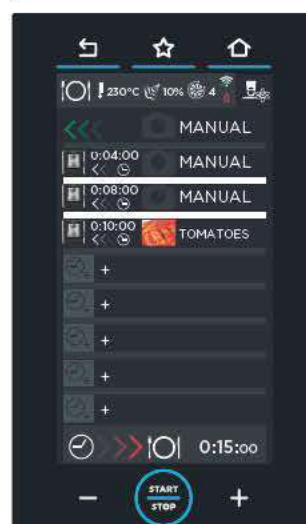 230°C 10% 4
MANUAL
0:04:00 MANUAL
0:08:00 MANUAL
0:10:00 TOMATOES
+
+
+
+
+
0:15:00
START
STOP
− +